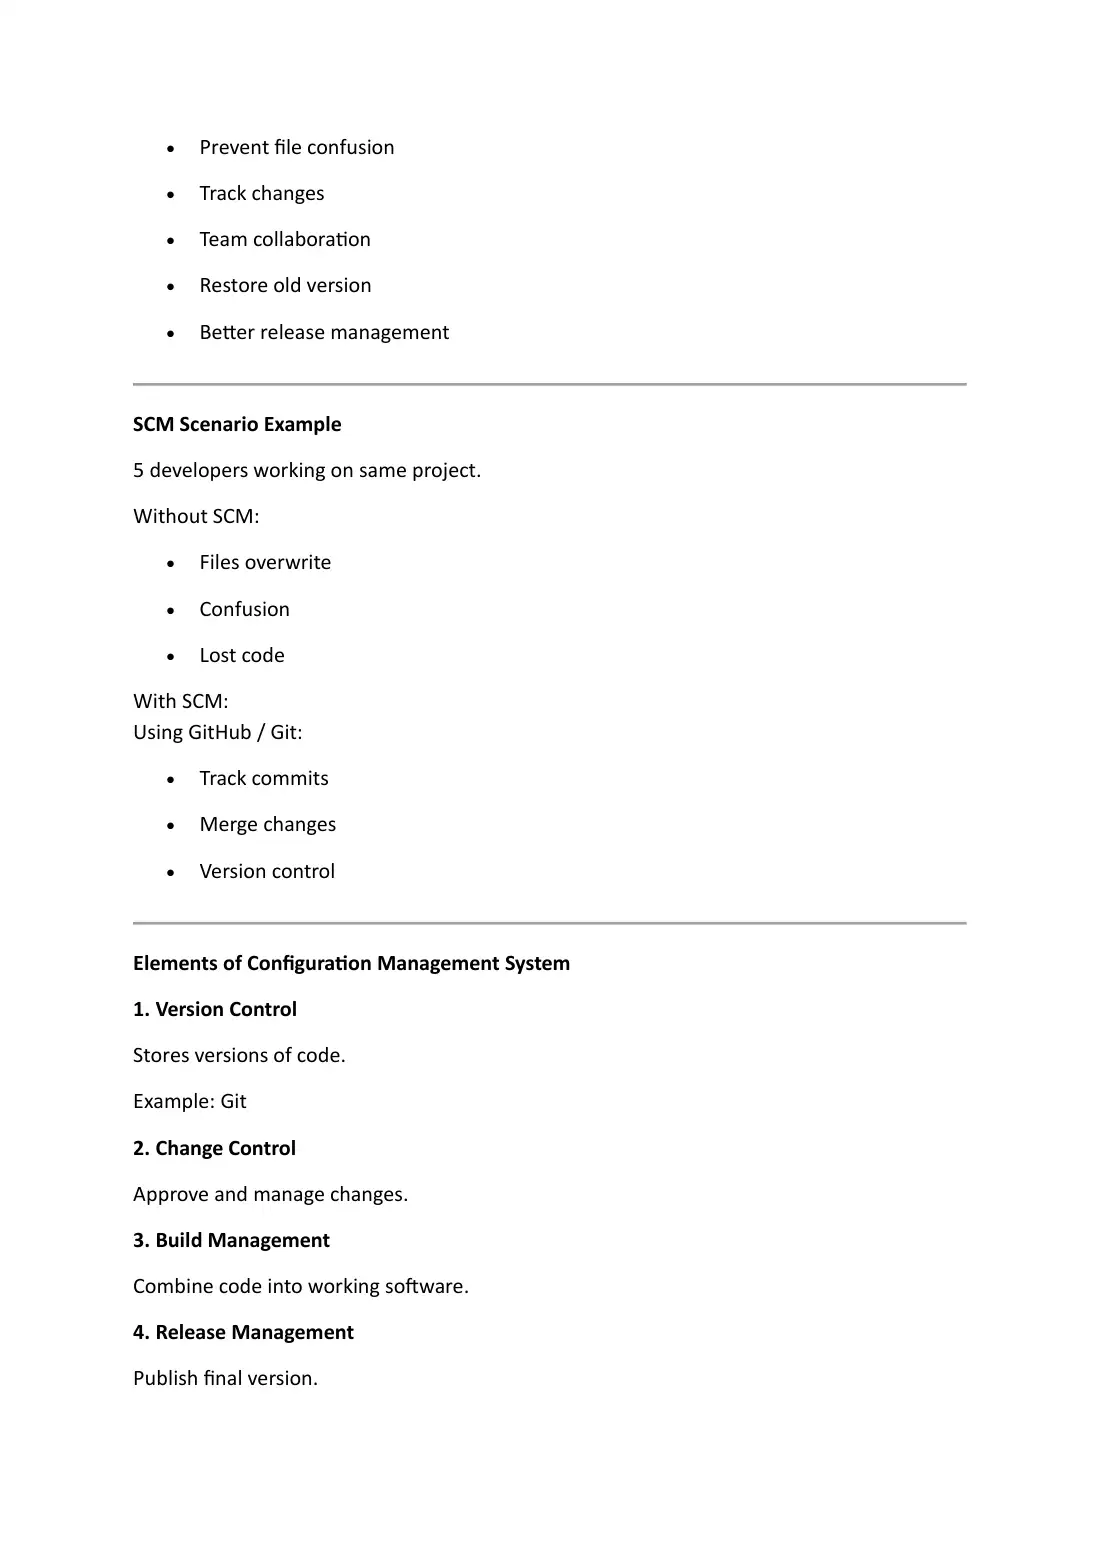 • Prevent file confusion
• Track changes
• Team collaboration
• Restore old version
• Better release management
SCM Scenario Example
5 developers working on same project.
Without SCM:
• Files overwrite
• Confusion
• Lost code
With SCM:
Using GitHub / Git:
• Track commits
• Merge changes
• Version control
Elements of Configuration Management System
1. Version Control
Stores versions of code.
Example: Git
2. Change Control
Approve and manage changes.
3. Build Management
Combine code into working software.
4. Release Management
Publish final version.